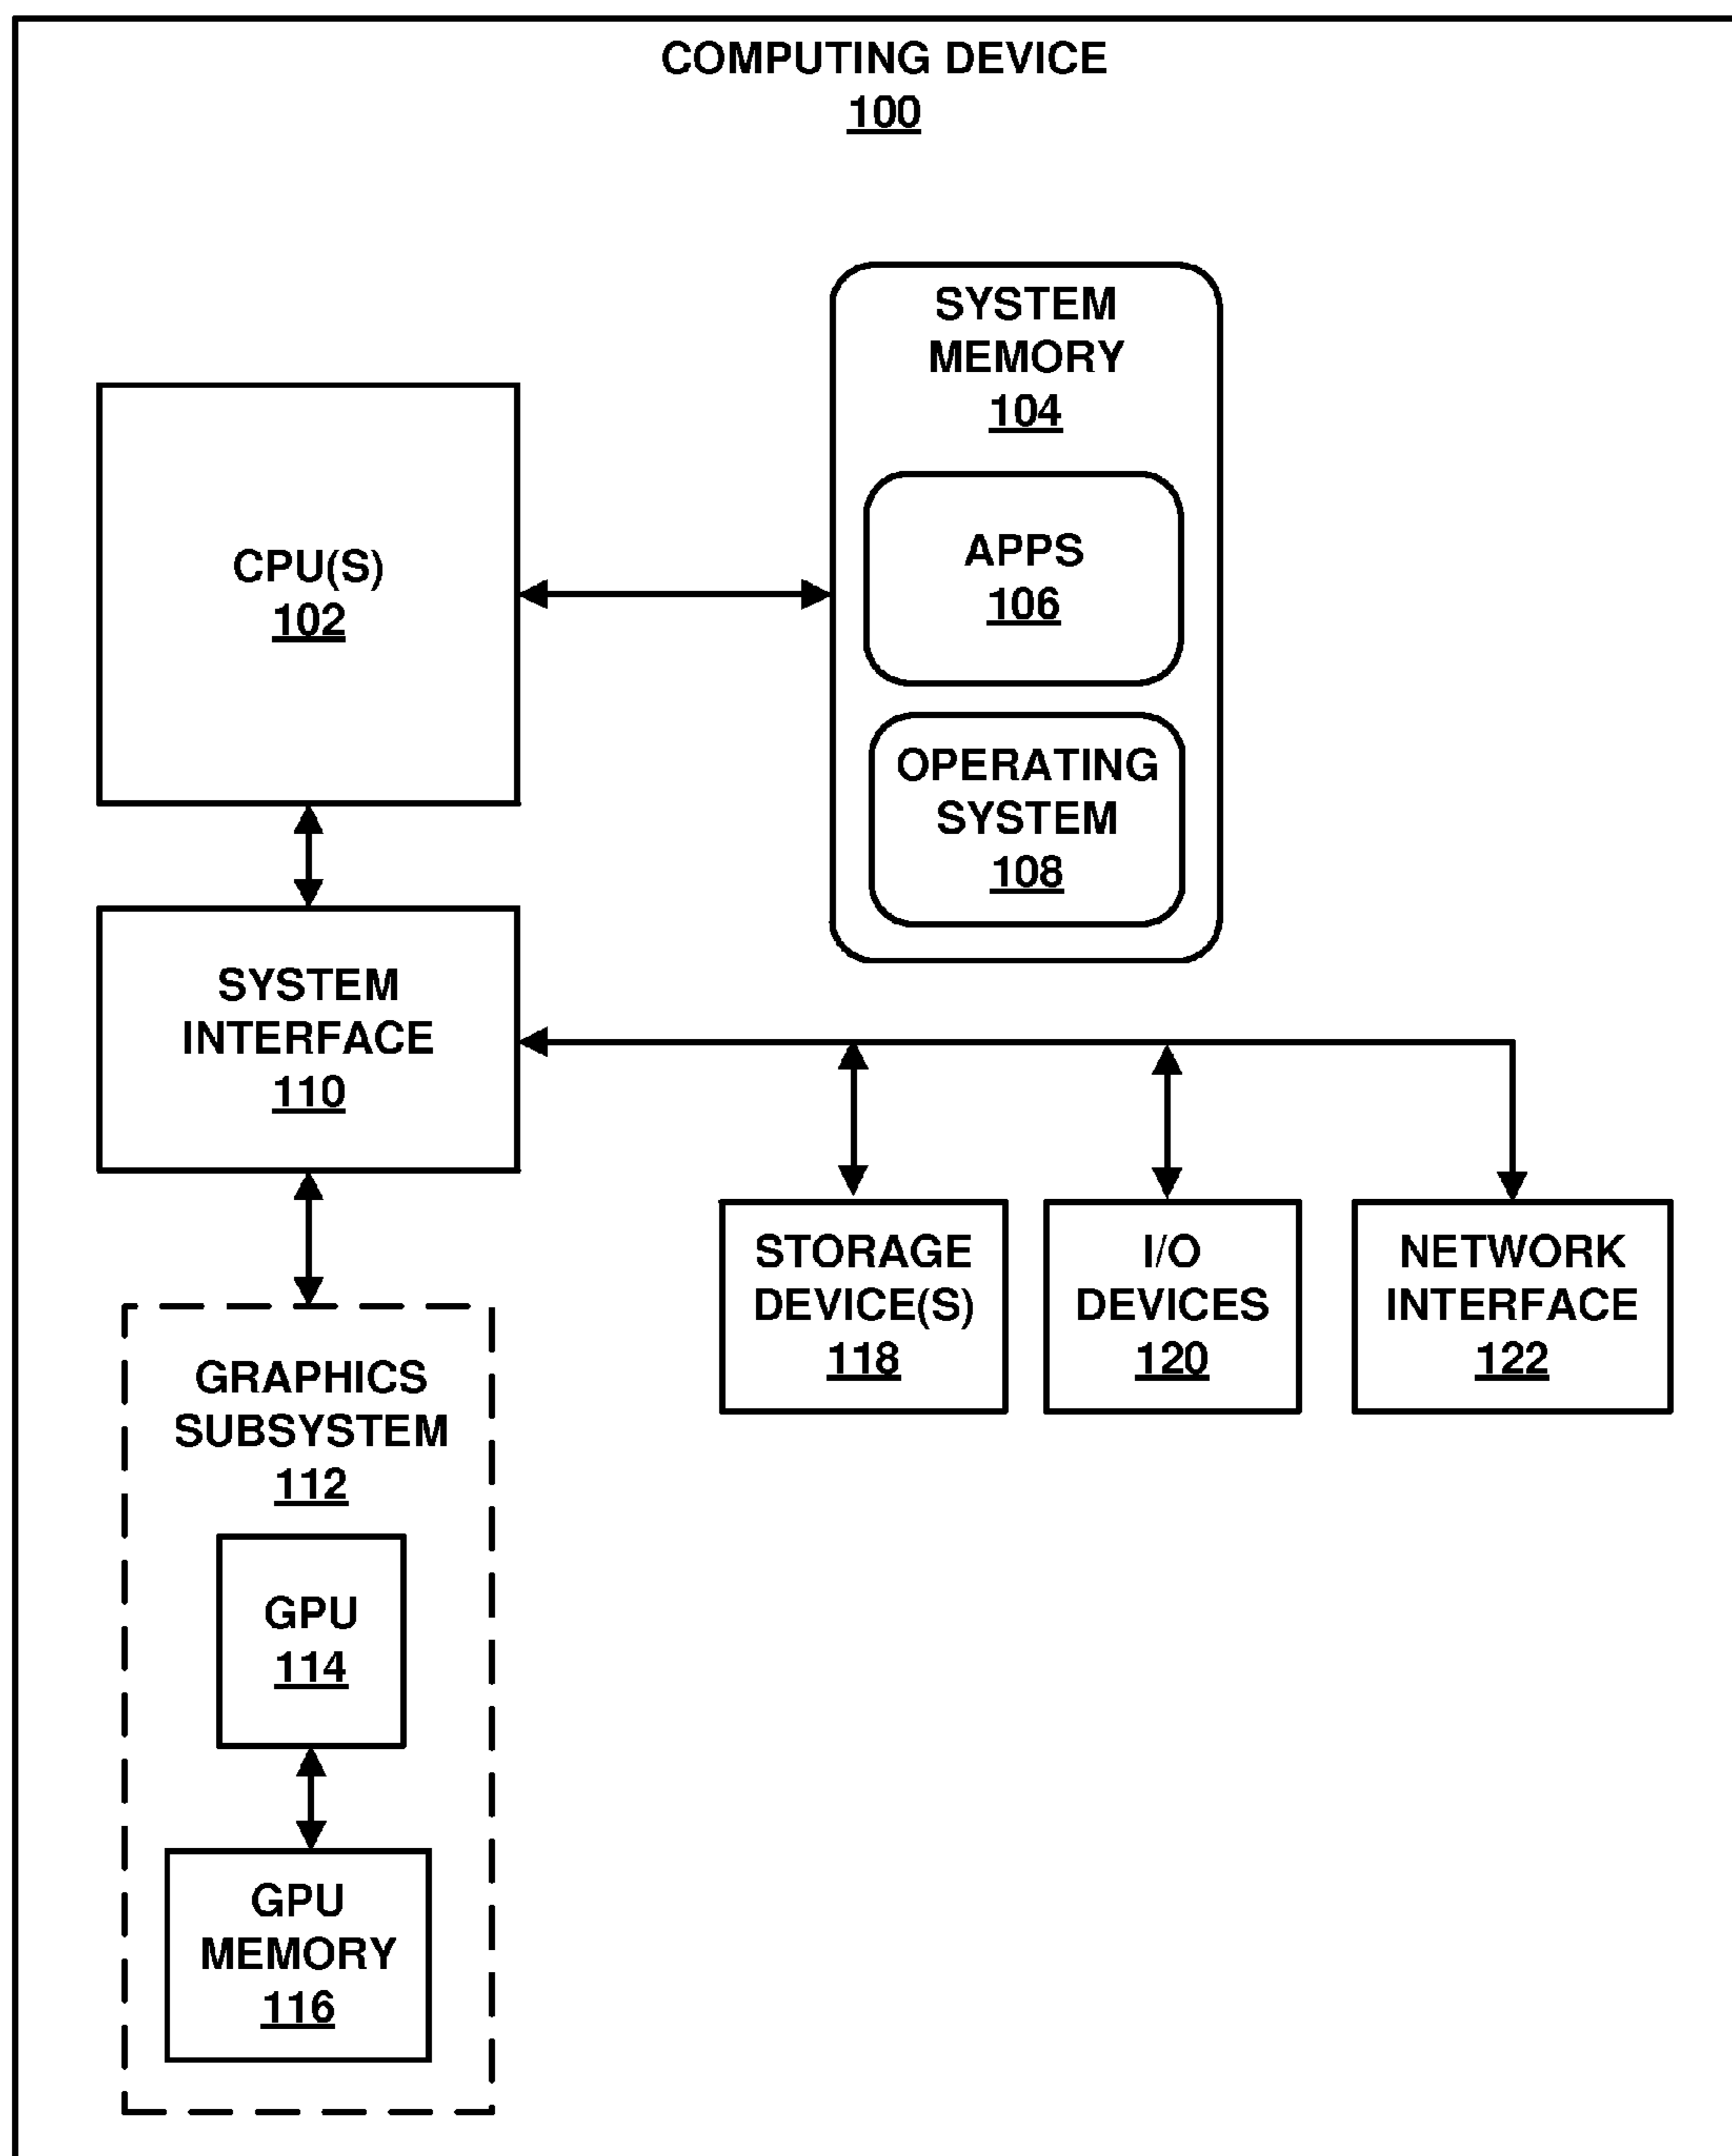 COMPUTING DEVICE
100
SYSTEM
MEMORY
104
CPU(S)
102
APPS
106
OPERATING
SYSTEM
108
SYSTEM
INTERFACE
110
STORAGE
DEVICE(S)
118
I/O
DEVICES
120
NETWORK
INTERFACE
122
GRAPHICS
SUBSYSTEM
112
GPU
114
GPU
MEMORY
116